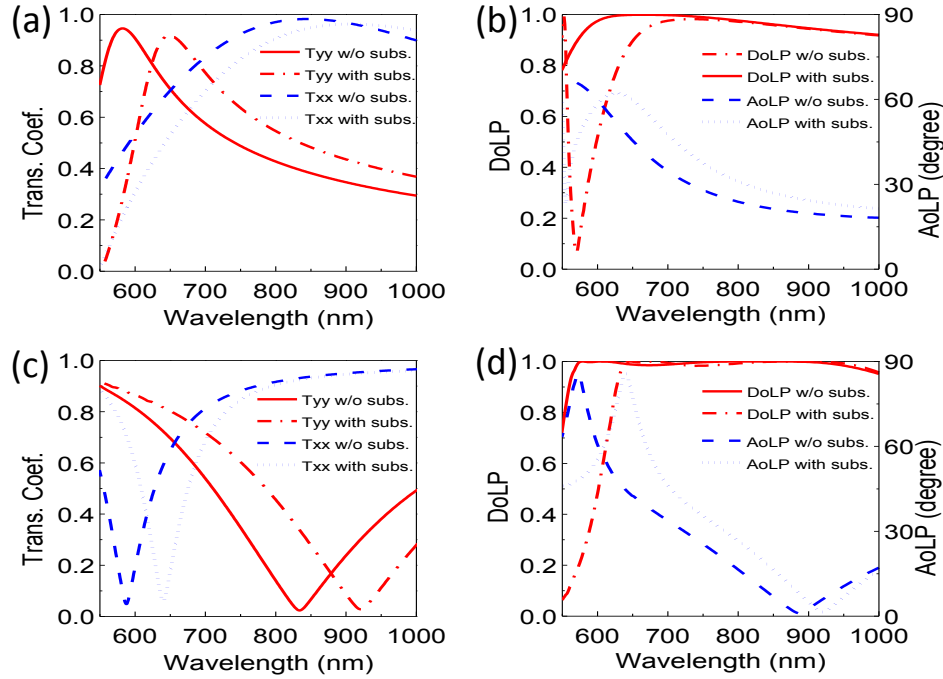 (a)
Trans. Coef.
1.0
0.8
0.6
0.4
0.2
0.0
Tyy w/o subs.
Tyy with subs.
Txx w/o subs.
Txx with subs.
600 700 800 900 1000
Wavelength (nm)
(b)
DoLP
1.0
0.8
0.6
0.4
0.2
0.0
DoLP w/o subs.
DoLP with subs.
AoLP w/o subs.
AoLP with subs.
90
60
30
0
AoLP (degree)
600 700 800 900 1000
Wavelength (nm)
(c)
Trans. Coef.
1.0
0.8
0.6
0.4
0.2
0.0
Tyy w/o subs.
Tyy with subs.
Txx w/o subs.
Txx with subs.
600 700 800 900 1000
Wavelength (nm)
(d)
DoLP
1.0
0.8
0.6
0.4
0.2
0.0
DoLP w/o subs.
DoLP with subs.
AoLP w/o subs.
AoLP with subs.
90
60
30
0
AoLP (degree)
600 700 800 900 1000
Wavelength (nm)